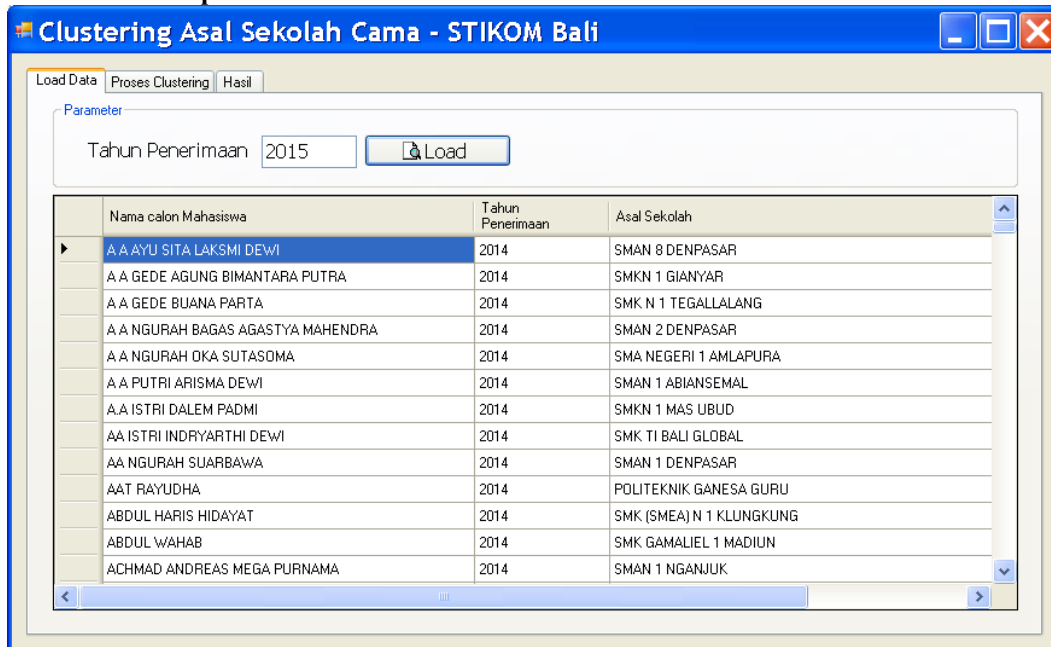 Clustering Asal Sekolah Cama - STIKOM Bali
Load Data Proses Clustering Hasil
Parameter
Tahun Penerimaan 2015 Load
Nama calon Mahasiswa Tahun Penerimaan Asal Sekolah
A A AYU SITA LAKSMI DEWI 2014 SMAN 8 DENPASAR
A A GEDE AGUNG BIMANTARA PUTRA 2014 SMKN 1 GIANYAR
A A GEDE BUANA PARTA 2014 SMK N 1 TEGALLALANG
A A NGURAH BAGAS AGASTYA MAHENDRA 2014 SMAN 2 DENPASAR
A A NGURAH OKA SUTASOMA 2014 SMA NEGERI 1 AMLAPURA
A A PUTRI ARISMA DEWI 2014 SMAN 1 ABIANSEMAL
A.A ISTRI DALEM PADMI 2014 SMKN 1 MAS UBUD
AA ISTRI INDRYARTHI DEWI 2014 SMK TI BALI GLOBAL
AA NGURAH SUARBAWA 2014 SMAN 1 DENPASAR
AAT RAYUDHA 2014 POLITEKNIK GANESA GURU
ABDUL HARIS HIDAYAT 2014 SMK (SMEA) N 1 KLUNGKUNG
ABDUL WAHAB 2014 SMK GAMALIEL 1 MADIUN
ACHMAD ANDREAS MEGA PURNAMA 2014 SMAN 1 NGANJUK